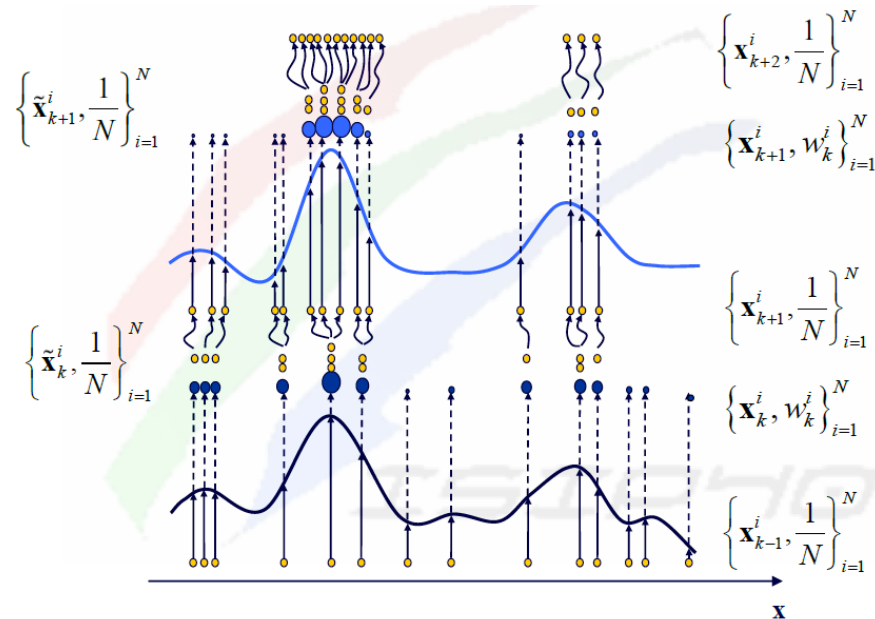 {x^i_{k+2}, 1/N}^N_{i=1}
{x̃^i_{k+1}, 1/N}^N_{i=1}
{x^i_{k+1}, w^i_k}^N_{i=1}
{x^i_{k+1}, 1/N}^N_{i=1}
{x̃^i_k, 1/N}^N_{i=1}
{x^i_k, w^i_k}^N_{i=1}
{x^i_{k-1}, 1/N}^N_{i=1}
x